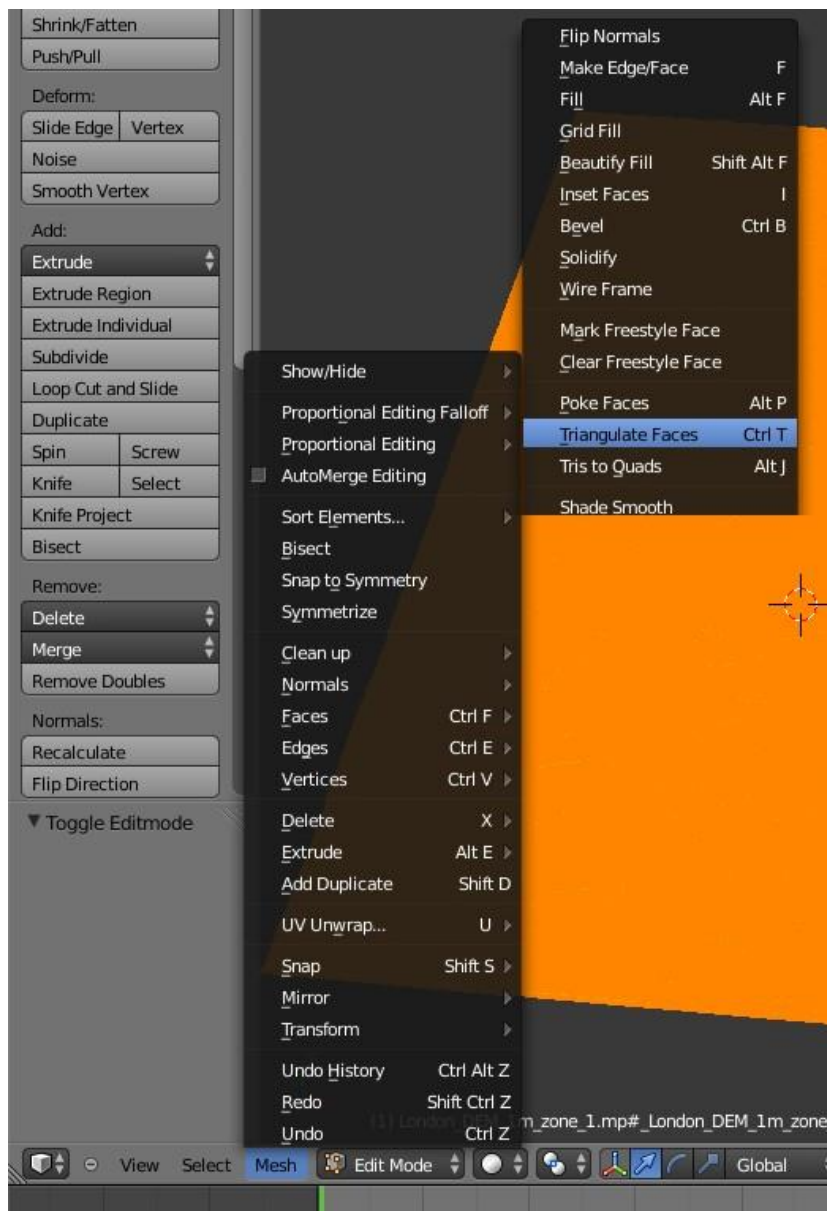 Shrink/Fatten
Push/Pull
Deform:
Slide Edge Vertex
Noise
Smooth Vertex
Add:
Extrude
Extrude Region
Extrude Individual
Subdivide
Loop Cut and Slide
Duplicate
Spin Screw
Knife Select
Knife Project
Bisect
Remove:
Delete
Merge
Remove Doubles
Normals:
Recalculate
Flip Direction
Toggle Editmode
Show/Hide
Proportional Editing Falloff
Proportional Editing
AutoMerge Editing
Sort Elements...
Bisect
Snap to Symmetry
Symmetrize
Clean up
Normals
Faces Ctrl F
Edges Ctrl E
Vertices Ctrl V
Delete X
Extrude Alt E
Add Duplicate Shift D
UV Unwrap... U
Snap Shift S
Mirror
Transform
Undo History Ctrl Alt Z
Redo Shift Ctrl Z
Undo Ctrl Z
Flip Normals
Make Edge/Face F
Fill Alt F
Grid Fill
Beautify Fill Shift Alt F
Inset Faces I
Bevel Ctrl B
Solidify
Wire Frame
Mark Freestyle Face
Clear Freestyle Face
Poke Faces Alt P
Triangulate Faces Ctrl T
Tris to Quads Alt J
Shade Smooth
(1) London_DEM_1m_zone_1.mp#_London_DEM_1m_zone
View Select Mesh Edit Mode Global